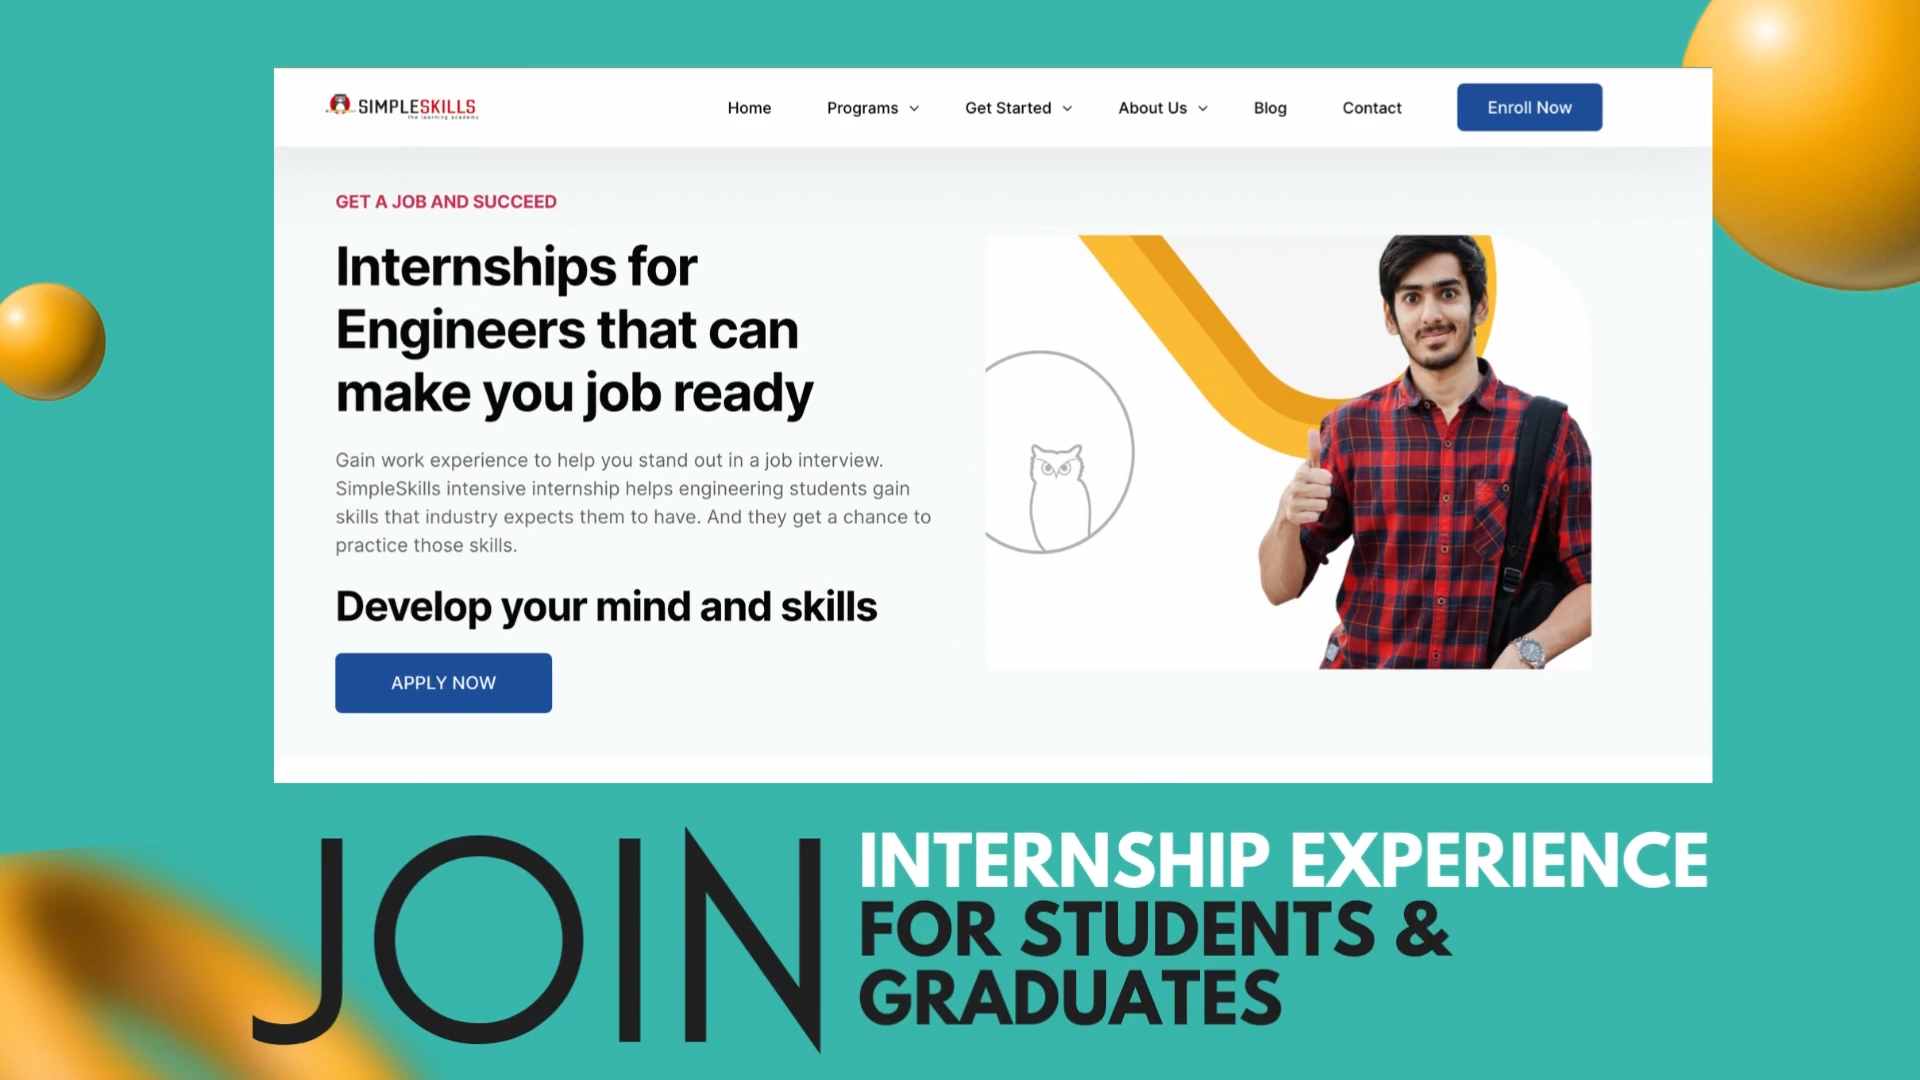 SIMPLESKILLS
the learning academy
Home Programs Get Started About Us Blog Contact Enroll Now
GET A JOB AND SUCCEED
Internships for
Engineers that can
make you job ready
Gain work experience to help you stand out in a job interview.
SimpleSkills intensive internship helps engineering students gain
skills that industry expects them to have. And they get a chance to
practice those skills.
Develop your mind and skills
APPLY NOW
JOIN
INTERNSHIP EXPERIENCE
FOR STUDENTS &
GRADUATES